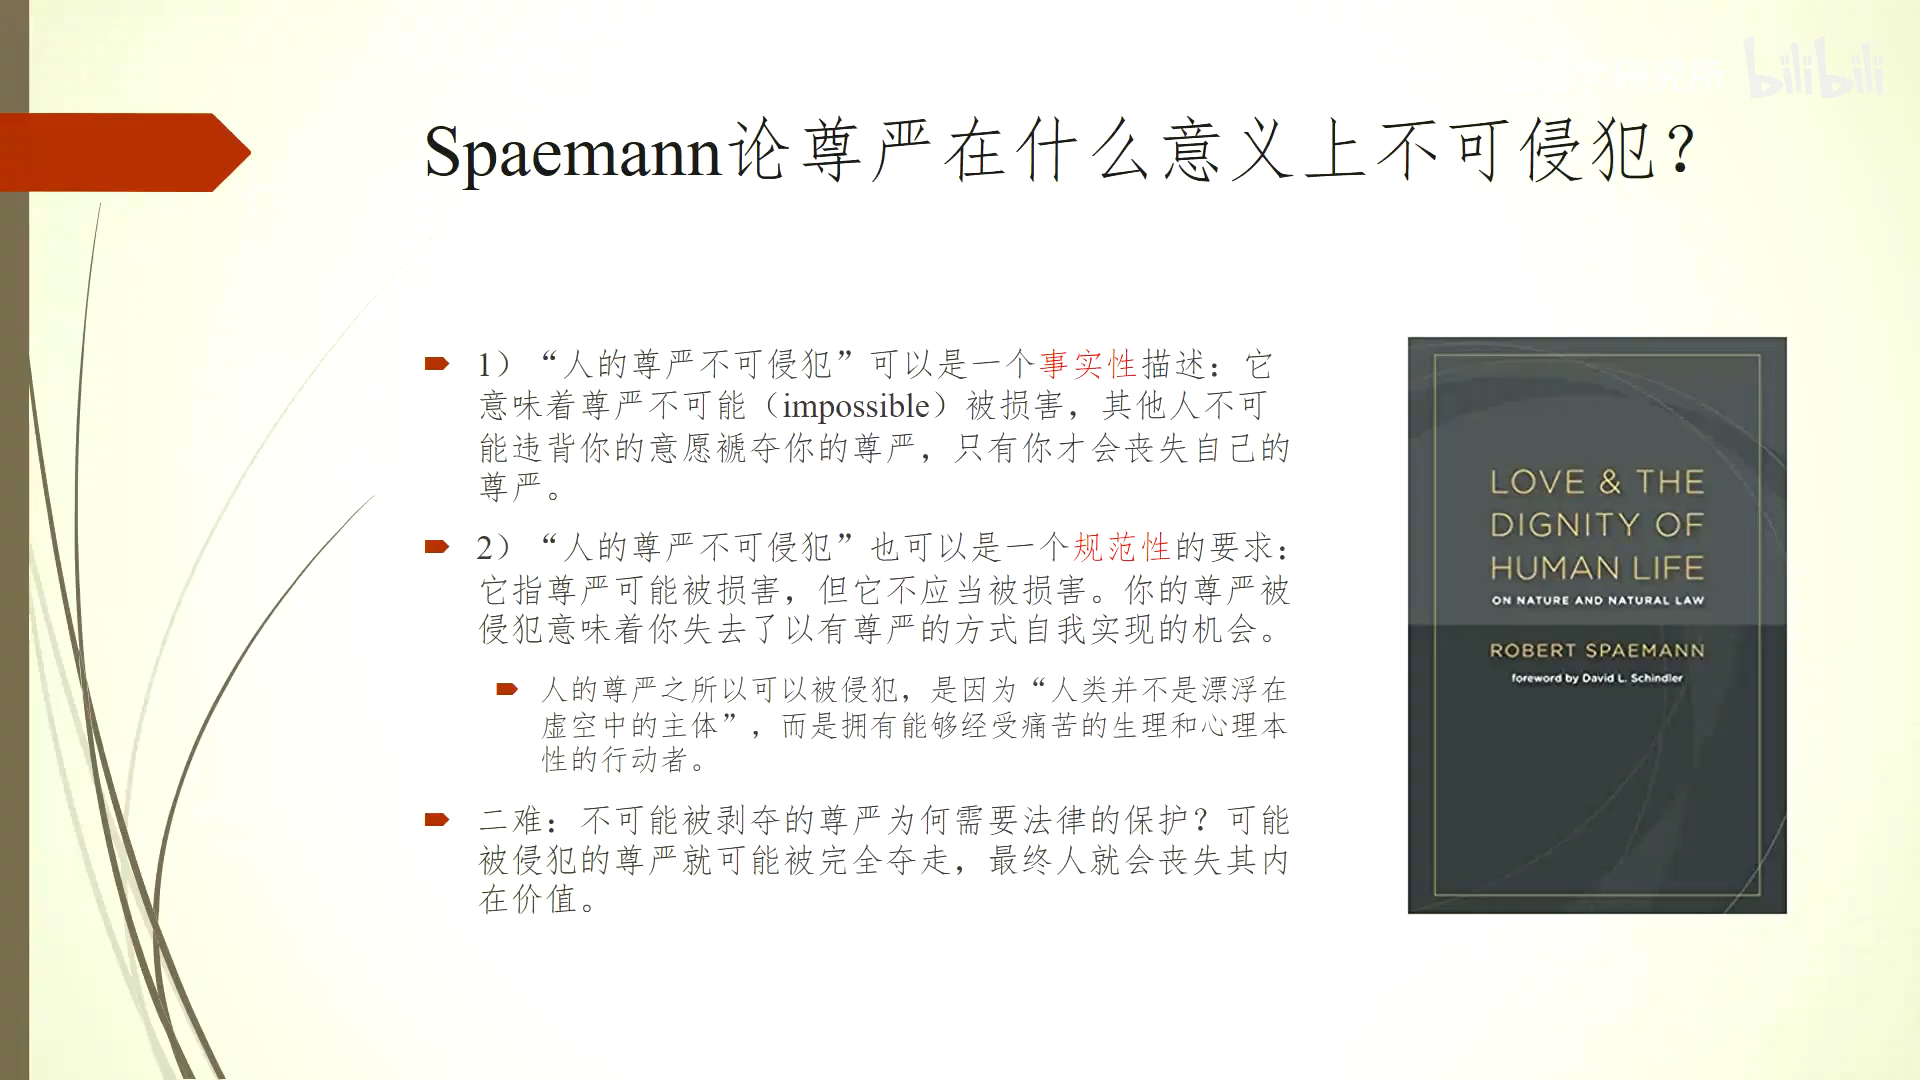 bilibili
Spaemann论尊严在什么意义上不可侵犯?
1）“人的尊严不可侵犯”可以是一个事实性描述：它
意味着尊严不可能（impossible）被损害，其他人不可
能违背你的意愿褫夺你的尊严，只有你才会丧失自己的
尊严。
2）“人的尊严不可侵犯”也可以是一个规范性的要求：
它指尊严可能被损害，但它不应当被损害。你的尊严被
侵犯意味着你失去了以有尊严的方式自我实现的机会。
人的尊严之所以可以被侵犯，是因为“人类并不是漂浮在
虚空中的主体”，而是拥有能够经受痛苦的生理和心理本
性的行动者。
二难：不可能被剥夺的尊严为何需要法律的保护？可能
被侵犯的尊严就可能被完全夺走，最终人就会丧失其内
在价值。
LOVE & THE
DIGNITY OF
HUMAN LIFE
ON NATURE AND NATURAL LAW
ROBERT SPAEMANN
foreword by David L. Schindler